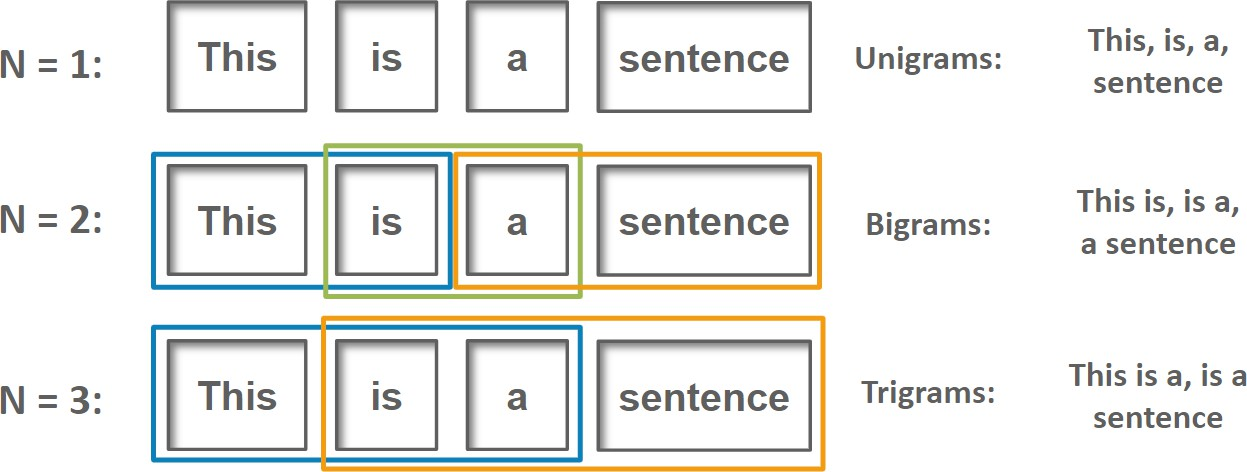 N = 1: This is a sentence Unigrams: This, is, a,
sentence
N = 2: This is a sentence Bigrams: This is, is a,
a sentence
N = 3: This is a sentence Trigrams: This is a, is a
sentence